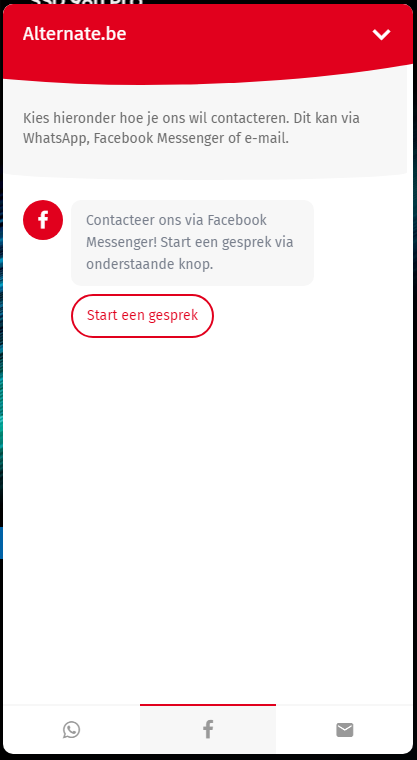 Alternate.be
Kies hieronder hoe je ons wil contacteren. Dit kan via
WhatsApp, Facebook Messenger of e-mail.
Contacteer ons via Facebook
Messenger! Start een gesprek via
onderstaande knop.
Start een gesprek